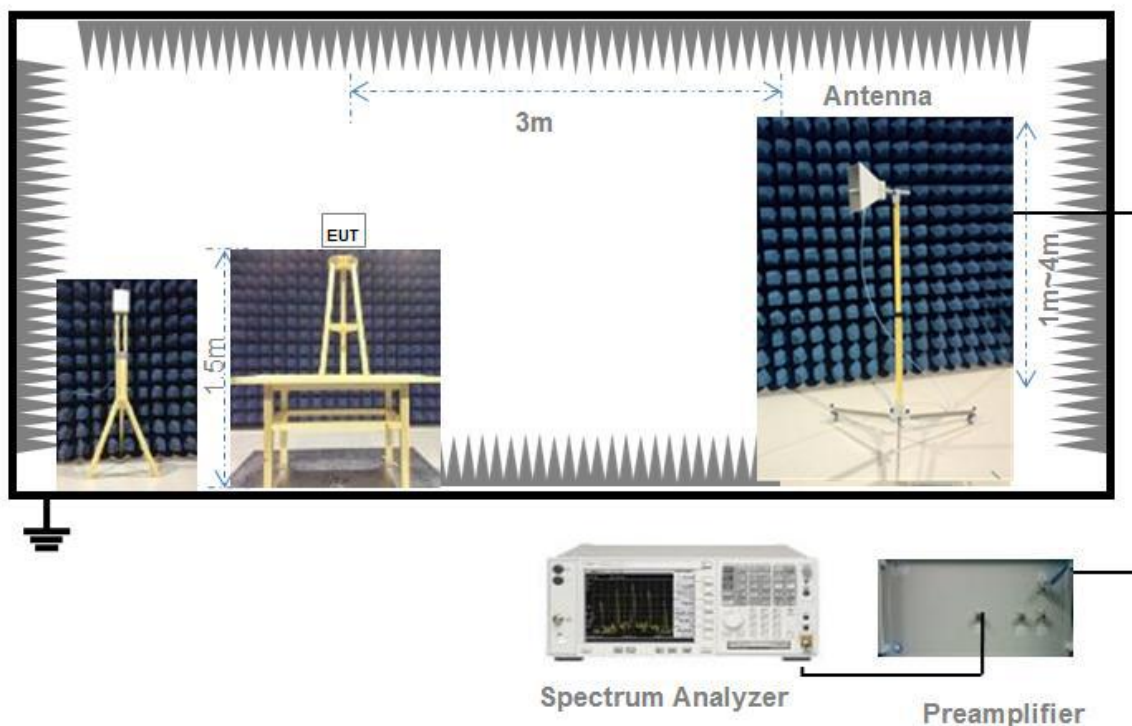 3m
Antenna
EUT
1.5m
1m~4m
Spectrum Analyzer
Preamplifier